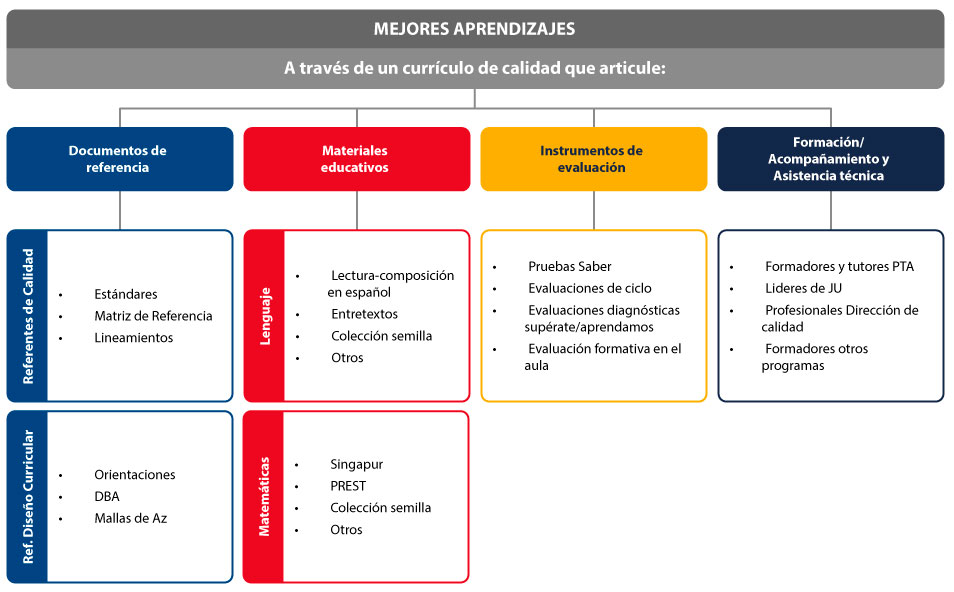 MEJORES APRENDIZAJES
A través de un currículo de calidad que articule:
Documentos de
referencia
Materiales
educativos
Instrumentos de
evaluación
Formación/
Acompañamiento y
Asistencia técnica
Referentes de Calidad
• Estándares
• Matriz de Referencia
• Lineamientos
Lenguaje
• Lectura-composición
en español
• Entretextos
• Colección semilla
• Otros
• Pruebas Saber
• Evaluaciones de ciclo
• Evaluaciones diagnósticas
supérate/aprendamos
• Evaluación formativa en el
aula
• Formadores y tutores PTA
• Lideres de JU
• Profesionales Dirección de
calidad
• Formadores otros
programas
Ref. Diseño Curricular
• Orientaciones
• DBA
• Mallas de Az
Matemáticas
• Singapur
• PREST
• Colección semilla
• Otros